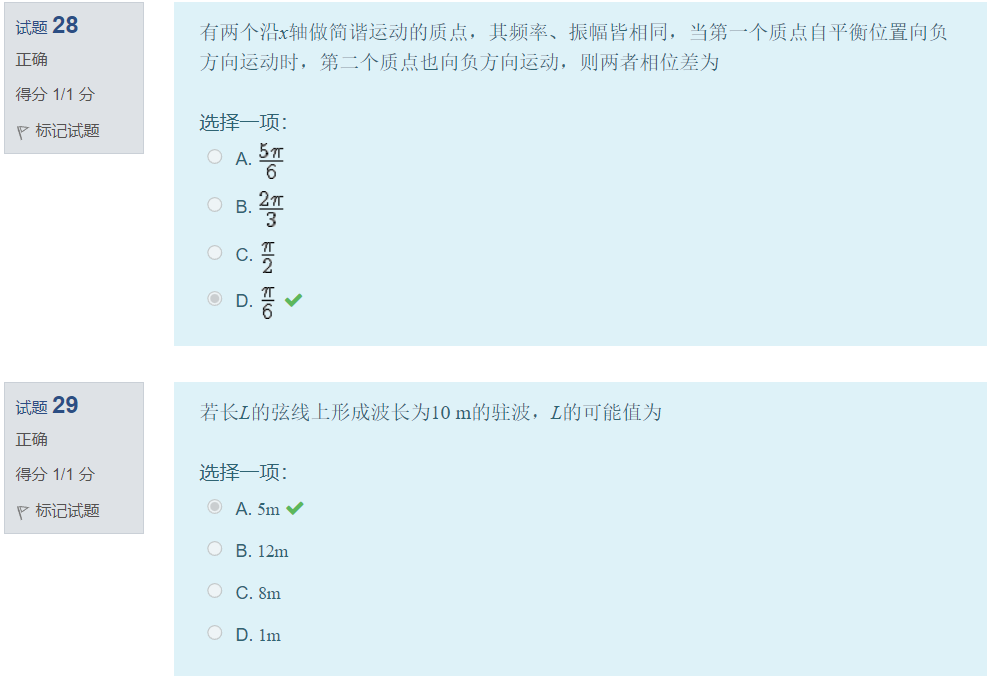 试题 28
正确
得分 1/1 分
标记试题
有两个沿x轴做简谐运动的质点，其频率、振幅皆相同，当第一个质点自平衡位置向负
方向运动时，第二个质点也向负方向运动，则两者相位差为
选择一项：
A. 5π/6
B. 2π/3
C. π/2
D. π/6
试题 29
正确
得分 1/1 分
标记试题
若长L的弦线上形成波长为10 m的驻波，L的可能值为
选择一项：
A. 5m
B. 12m
C. 8m
D. 1m